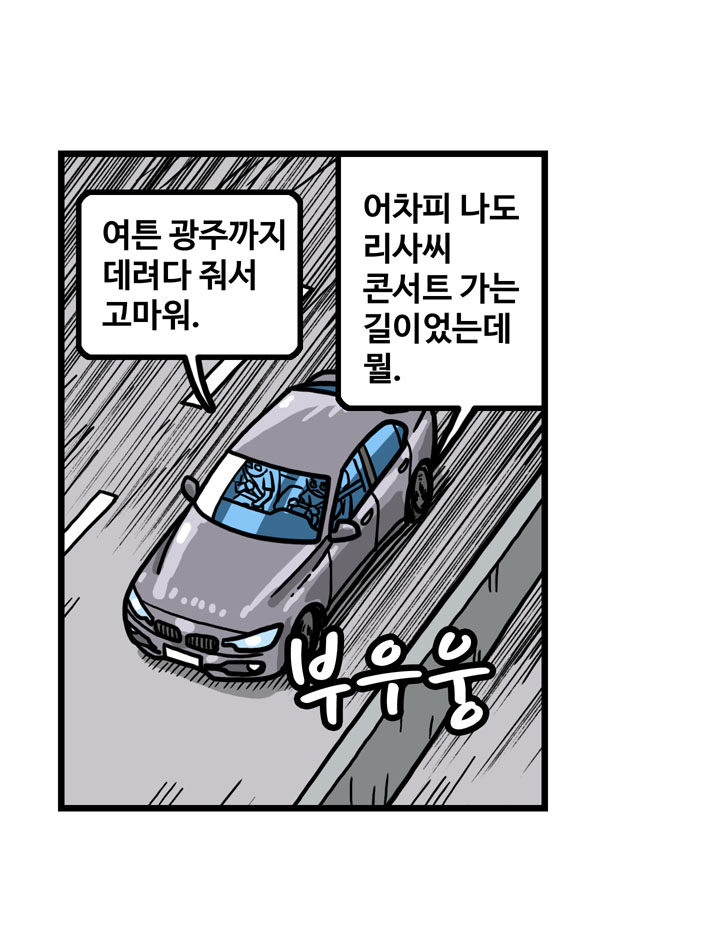 여튼 광주까지
데려다 줘서
고마워.
어차피 나도
리사씨
콘서트 가는
길이었는데
뭘.
부우웅